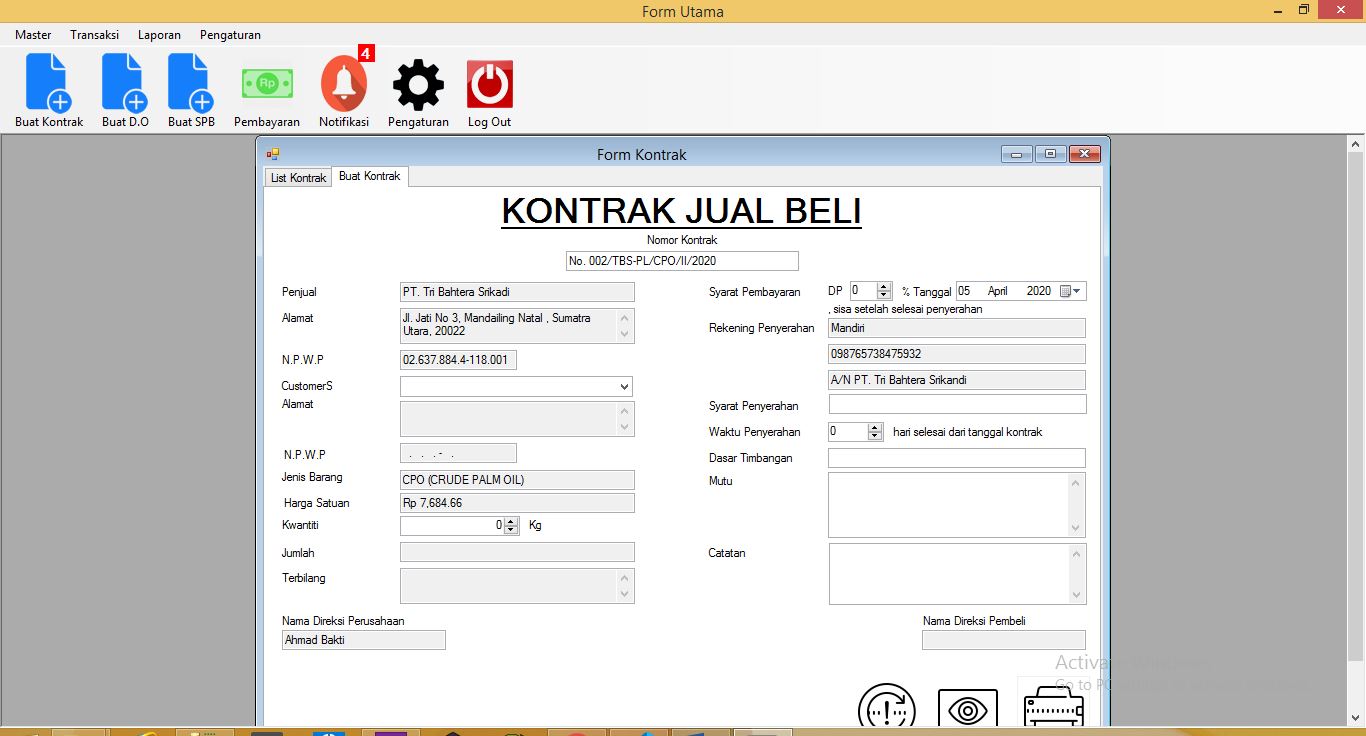 Form Utama
Master Transaksi Laporan Pengaturan
4
Rp
Buat Kontrak Buat D.O Buat SPB Pembayaran Notifikasi Pengaturan Log Out
Form Kontrak
List Kontrak Buat Kontrak
KONTRAK JUAL BELI
Nomor Kontrak
No. 002/TBS-PL/CPO/II/2020
Penjual PT. Tri Bahtera Srikadi
Alamat Jl. Jati No 3, Mandailing Natal , Sumatra
Utara, 20022
N.P.W.P 02.637.884.4-118.001
CustomerS
Alamat
N.P.W.P . . .- .
Jenis Barang CPO (CRUDE PALM OIL)
Harga Satuan Rp 7,684.66
Kwantiti 0 Kg
Jumlah
Terbilang
Nama Direksi Perusahaan
Ahmad Bakti
Syarat Pembayaran DP 0 % Tanggal 05 April 2020
, sisa setelah selesai penyerahan
Rekening Penyerahan Mandiri
098765738475932
A/N PT. Tri Bahtera Srikandi
Syarat Penyerahan
Waktu Penyerahan 0 hari selesai dari tanggal kontrak
Dasar Timbangan
Mutu
Catatan
Nama Direksi Pembeli
Activate Windows
Go to PC